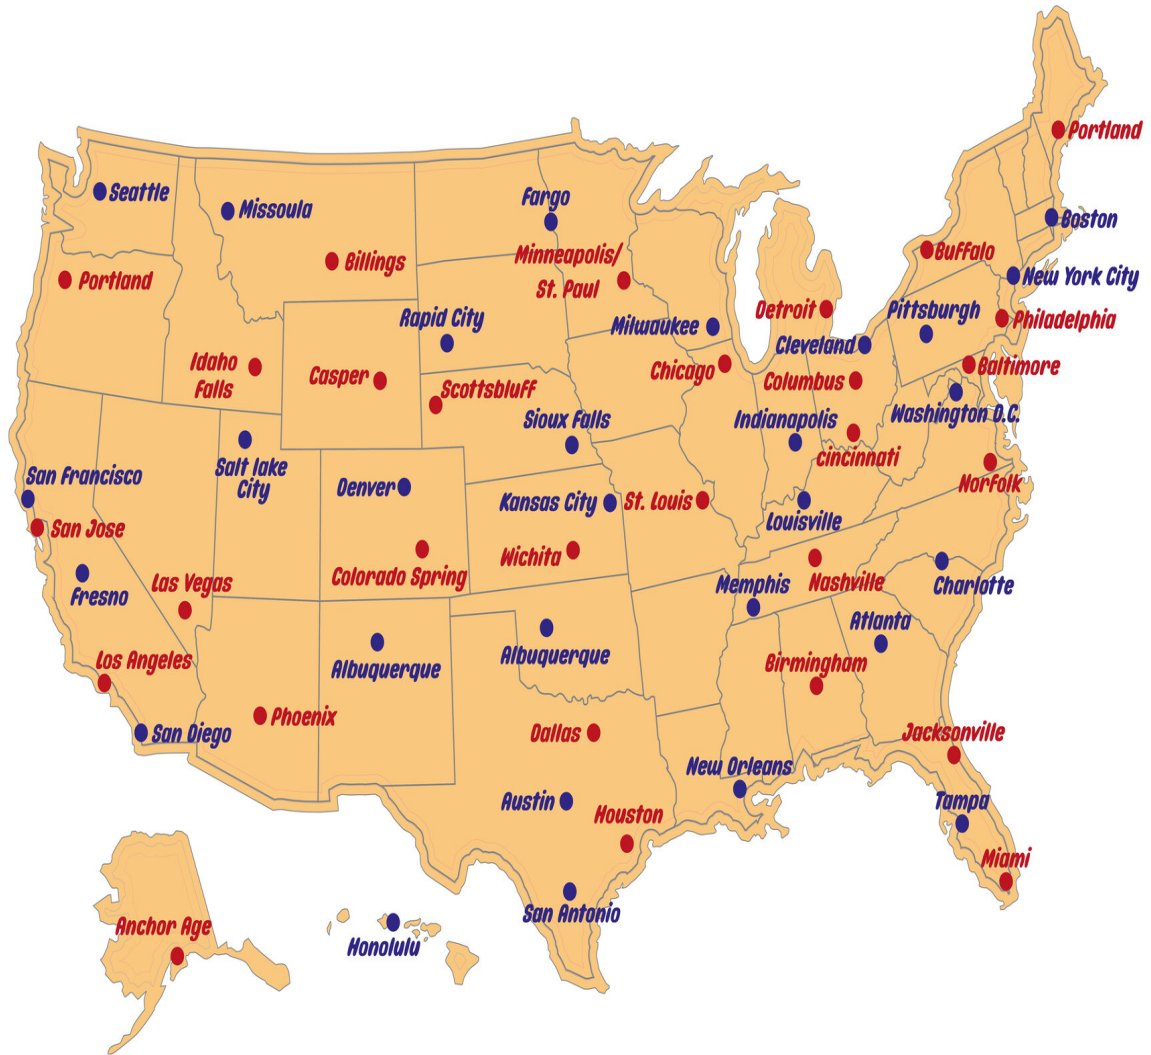 Portland
Seattle
Missoula
Fargo
Boston
Buffalo
Minneapolis/
St. Paul
Billings
Portland
New York City
Detroit
Pittsburgh
Philadelphia
Rapid City
Milwaukee
Cleveland
Idaho
Falls
Casper
Scottsbluff
Chicago
Columbus
Baltimore
Washington D.C.
Sioux Falls
Indianapolis
cincinnati
Salt lake
City
San Francisco
Denver
Kansas City
St. Louis
Norfolk
Louisville
San Jose
Wichita
Colorado Spring
Nashville
Las Vegas
Fresno
Memphis
Charlotte
Atlanta
Albuquerque
Albuquerque
Los Angeles
Birmingham
Phoenix
San Diego
Dallas
Jacksonville
New Orleans
Austin
Houston
Tampa
Miami
San Antonio
Anchor Age
Honolulu